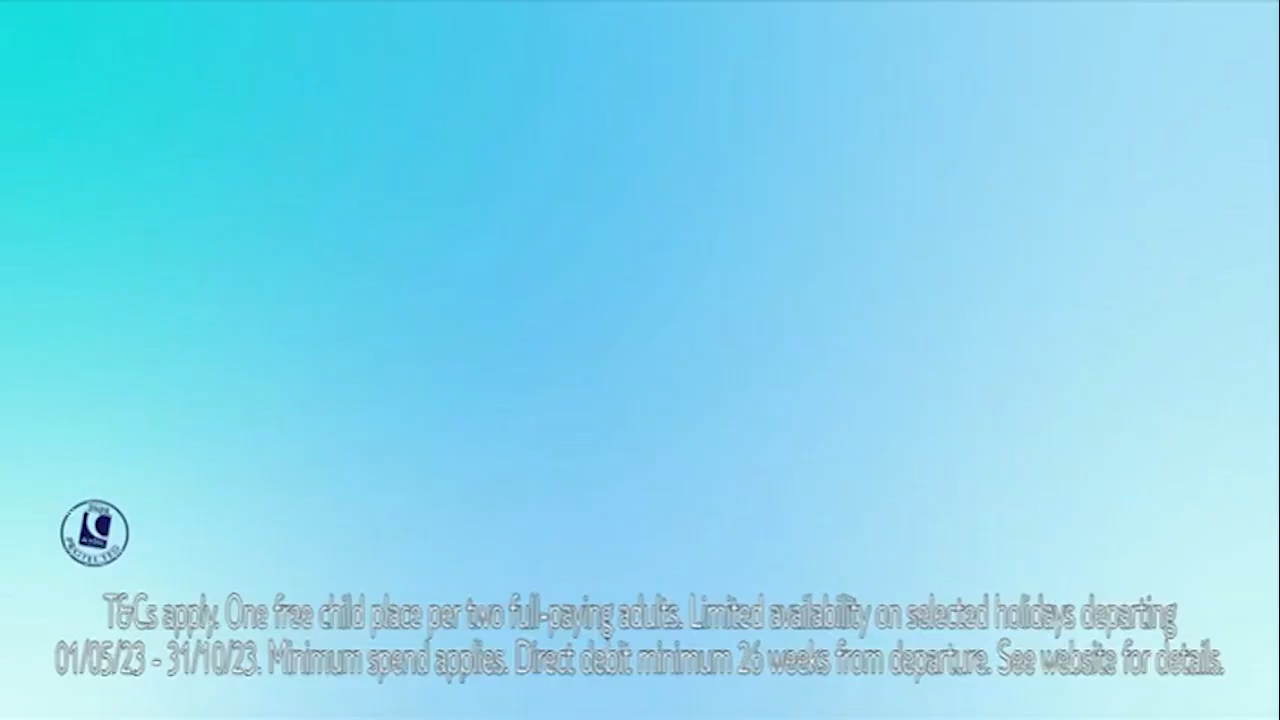 PROTECTED
T&Cs apply. One free child place per two full-paying adults. Limited availability on selected holidays departing
01/05/23 - 31/10/23. Minimum spend applies. Direct debit minimum 26 weeks from departure. See website for details.